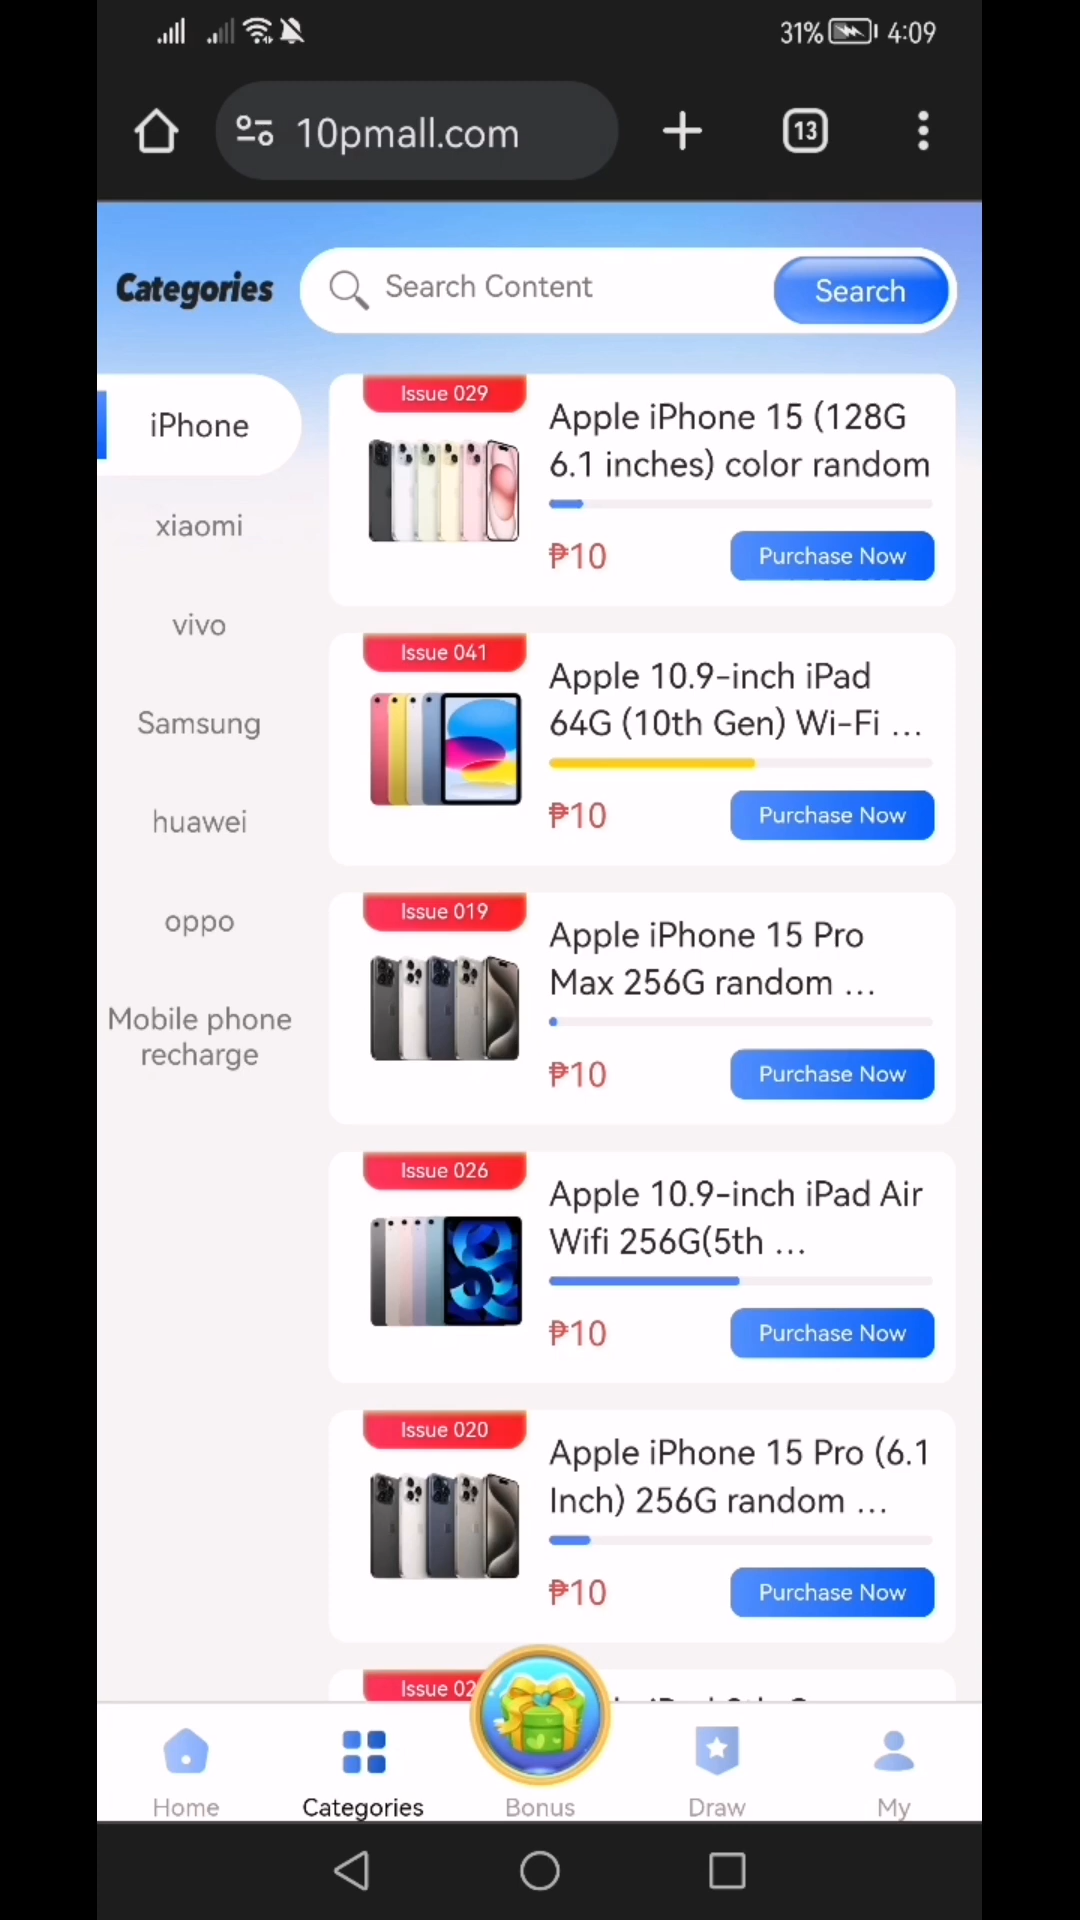 31% 4:09
10pmall.com
13
Categories
Search Content
Search
iPhone
xiaomi
vivo
Samsung
huawei
oppo
Mobile phone
recharge
Issue 029
Apple iPhone 15 (128G
6.1 inches) color random
₱10
Purchase Now
Issue 041
Apple 10.9-inch iPad
64G (10th Gen) Wi-Fi ...
₱10
Purchase Now
Issue 019
Apple iPhone 15 Pro
Max 256G random ...
₱10
Purchase Now
Issue 026
Apple 10.9-inch iPad Air
Wifi 256G(5th ...
₱10
Purchase Now
Issue 020
Apple iPhone 15 Pro (6.1
Inch) 256G random ...
₱10
Purchase Now
Issue
Home
Categories
Bonus
Draw
My